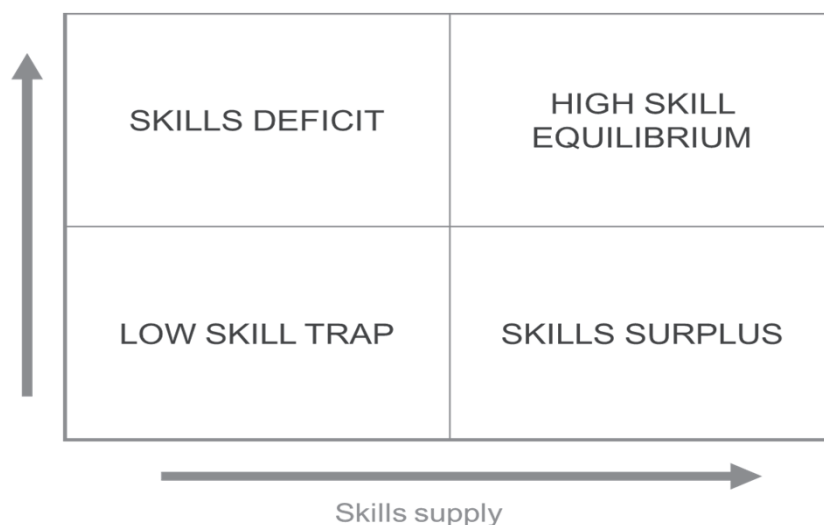 SKILLS DEFICIT
HIGH SKILL
EQUILIBRIUM
LOW SKILL TRAP
SKILLS SURPLUS
Skills supply